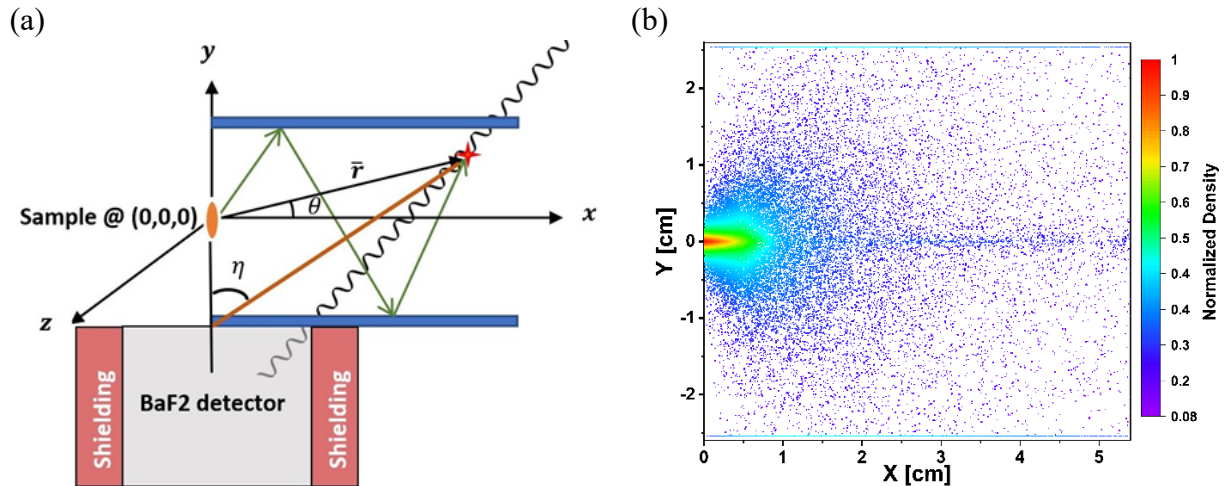 (a)
y
r̄
θ
x
Sample @ (0,0,0)
η
z
Shielding
BaF2 detector
Shielding
(b)
Y [cm]
2
1
0
-1
-2
0
1
2
3
4
5
X [cm]
1
0.9
0.8
0.7
0.6
0.5
0.4
0.3
0.2
0.08
Normalized Density